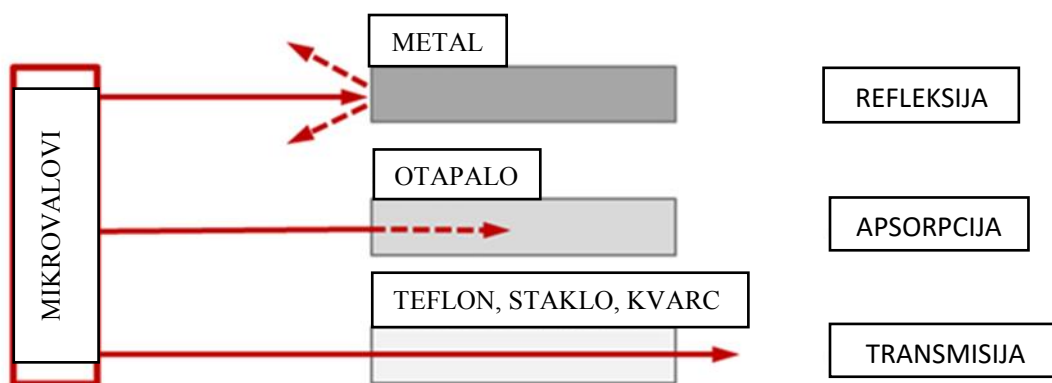 METAL
REFLEKSIJA
MIKROVALOVI
OTAPALO
APSORPCIJA
TEFLON, STAKLO, KVARC
TRANSMISIJA